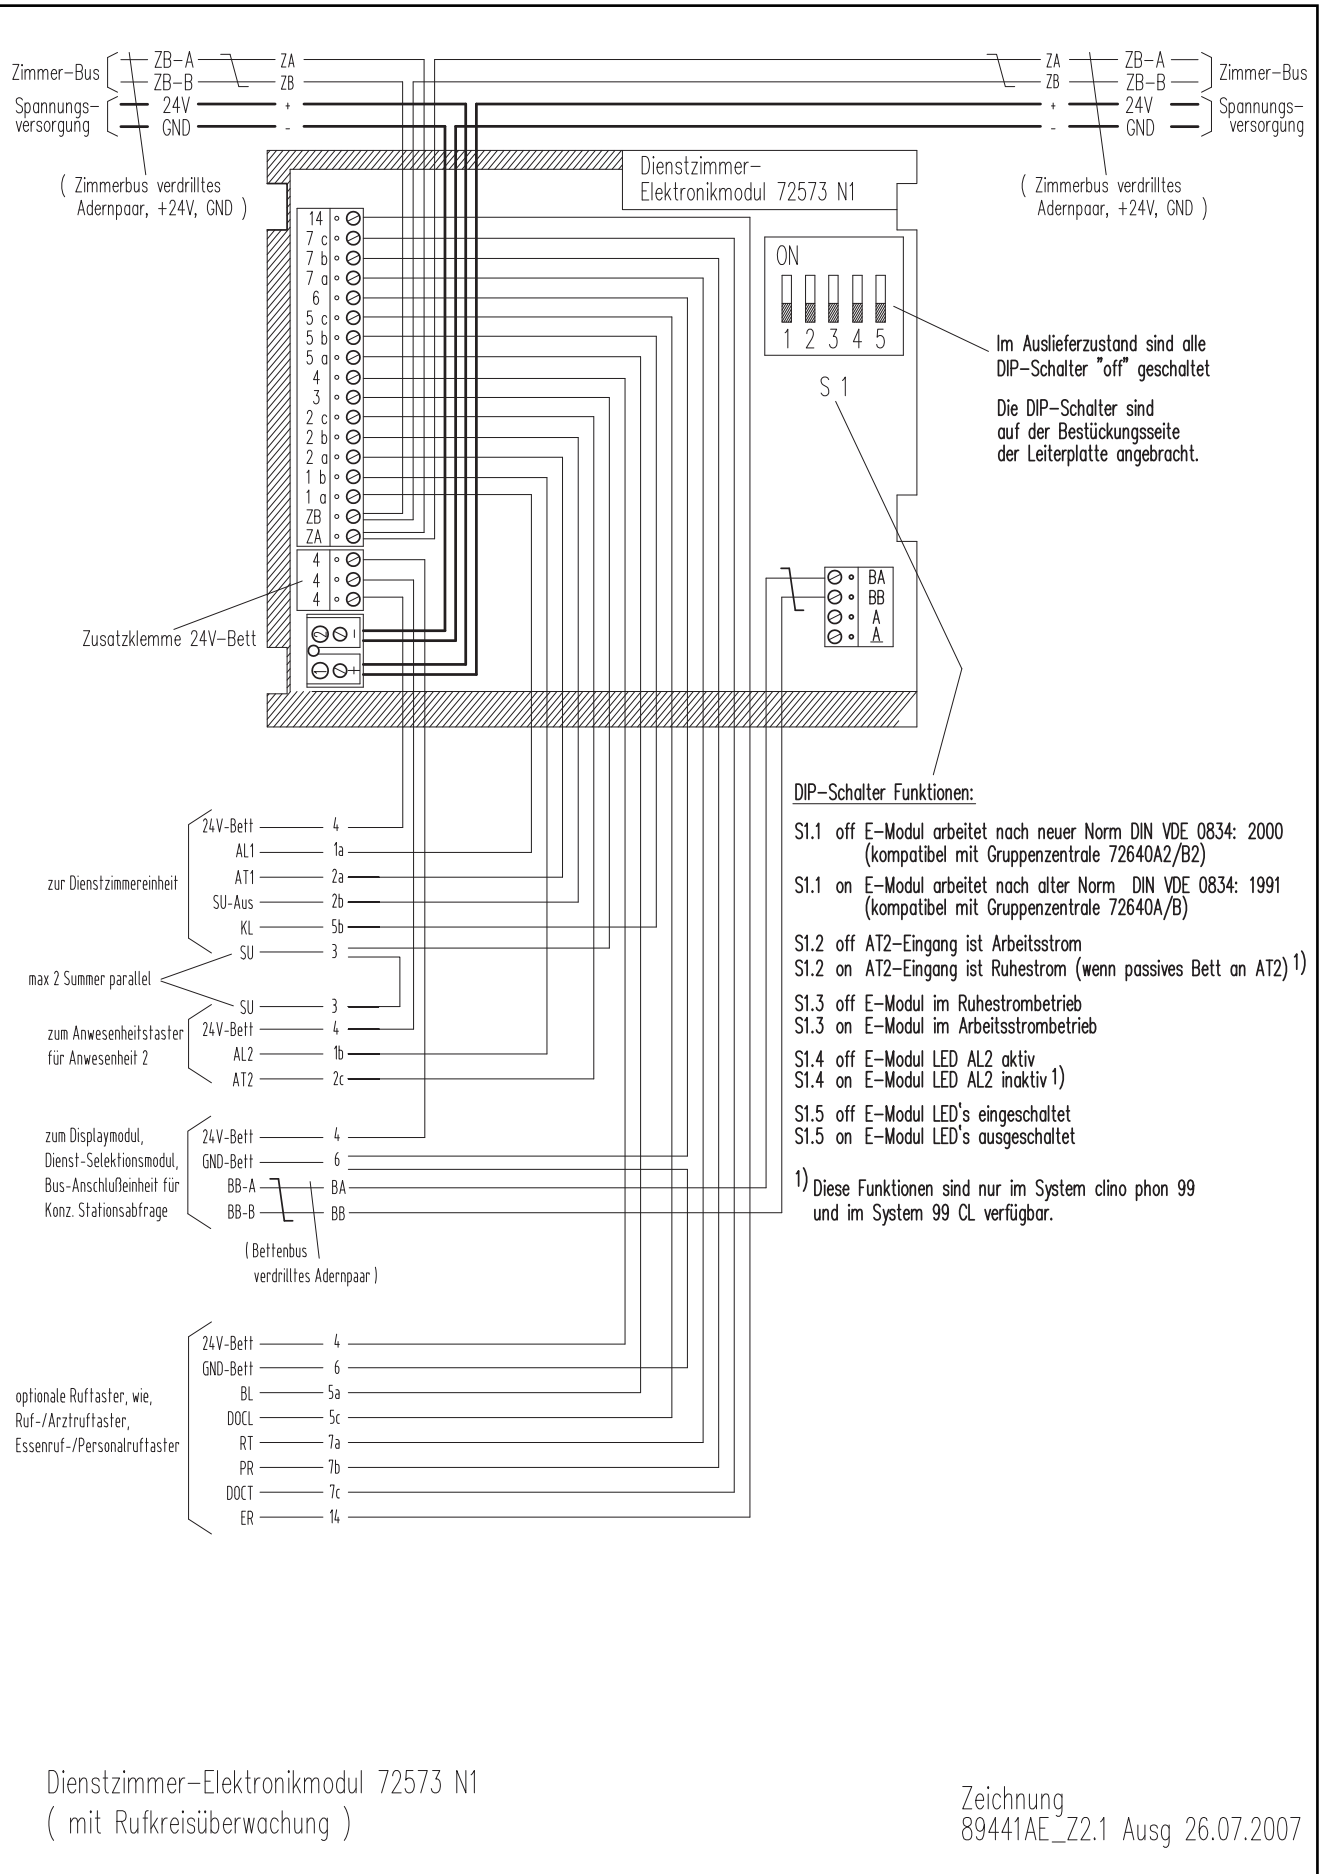 Zimmer-Bus
ZB-A
ZA
ZB-B
ZB
Spannungs-
versorgung
24V
+
GND
-
ZA
ZB-A
ZB
ZB-B
Zimmer-Bus
+
24V
-
GND
Spannungs-
versorgung
( Zimmerbus verdrilltes
Adernpaar, +24V, GND )
( Zimmerbus verdrilltes
Adernpaar, +24V, GND )
Dienstzimmer-
Elektronikmodul 72573 N1
14
7 c
7 b
7 a
6
5 c
5 b
5 a
4
3
2 c
2 b
2 a
1 b
1 a
ZB
ZA
4
4
4
2 -
1 +
Zusatzklemme 24V-Bett
ON
1 2 3 4 5
S 1
Im Auslieferzustand sind alle
DIP-Schalter "off" geschaltet
Die DIP-Schalter sind
auf der Bestückungsseite
der Leiterplatte angebracht.
BA
BB
A
A
DIP-Schalter Funktionen:
S1.1 off E-Modul arbeitet nach neuer Norm DIN VDE 0834: 2000
(kompatibel mit Gruppenzentrale 72640A2/B2)
S1.1 on E-Modul arbeitet nach alter Norm DIN VDE 0834: 1991
(kompatibel mit Gruppenzentrale 72640A/B)
S1.2 off AT2-Eingang ist Arbeitsstrom
S1.2 on AT2-Eingang ist Ruhestrom (wenn passives Bett an AT2) 1)
S1.3 off E-Modul im Ruhestrombetrieb
S1.3 on E-Modul im Arbeitsstrombetrieb
S1.4 off E-Modul LED AL2 aktiv
S1.4 on E-Modul LED AL2 inaktiv 1)
S1.5 off E-Modul LED's eingeschaltet
S1.5 on E-Modul LED's ausgeschaltet
1) Diese Funktionen sind nur im System clino phon 99
und im System 99 CL verfügbar.
zur Dienstzimmereinheit
24V-Bett 4
AL1 1a
AT1 2a
SU-Aus 2b
KL 5b
SU 3
max 2 Summer parallel
SU 3
zum Anwesenheitstaster
für Anwesenheit 2
24V-Bett 4
AL2 1b
AT2 2c
zum Displaymodul,
Dienst-Selektionsmodul,
Bus-Anschlußeinheit für
Konz. Stationsabfrage
24V-Bett 4
GND-Bett 6
BB-A BA
BB-B BB
( Bettenbus
verdrilltes Adernpaar )
optionale Ruftaster, wie,
Ruf-/Arztruftaster,
Essenruf-/Personalruftaster
24V-Bett 4
GND-Bett 6
BL 5a
DOCL 5c
RT 7a
PR 7b
DOCT 7c
ER 14
Dienstzimmer-Elektronikmodul 72573 N1
( mit Rufkreisüberwachung )
Zeichnung
89441AE_Z2.1 Ausg 26.07.2007